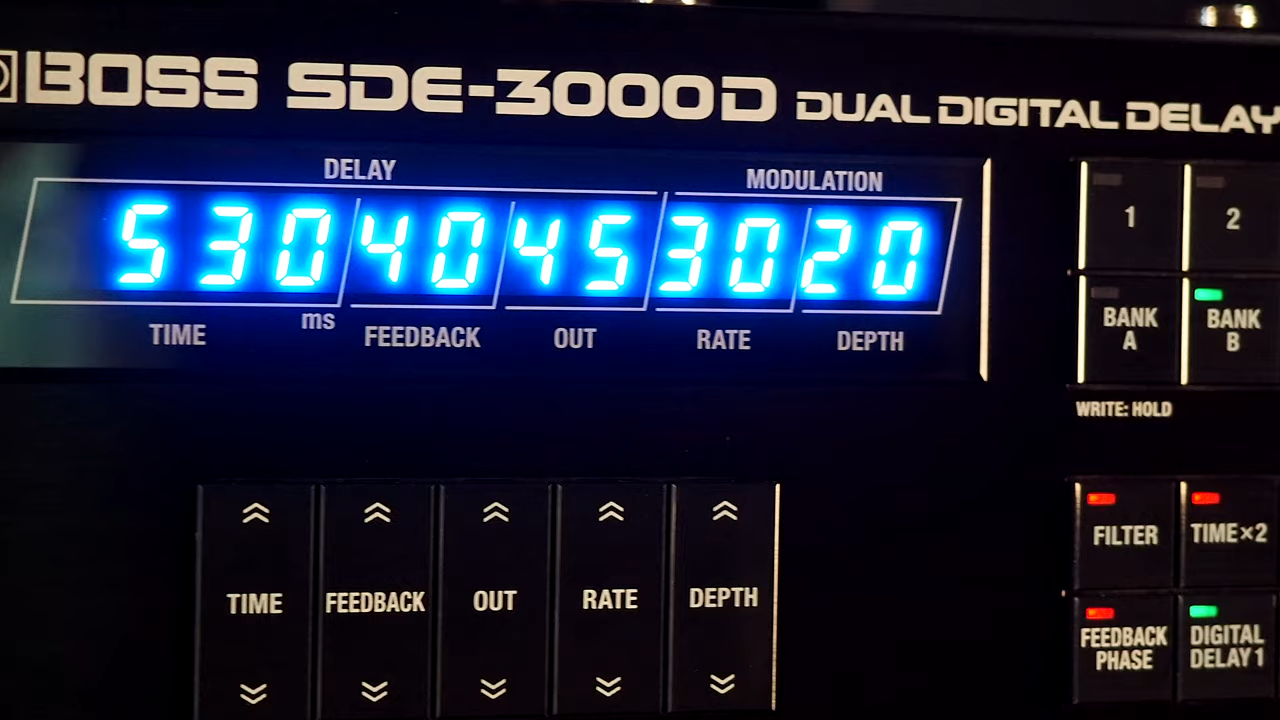 BOSS SDE-3000D DUAL DIGITAL DELAY
DELAY
MODULATION
530 40 45 30 20
TIME
ms
FEEDBACK
OUT
RATE
DEPTH
1
2
BANK
A
BANK
B
WRITE: HOLD
TIME
FEEDBACK
OUT
RATE
DEPTH
FILTER
TIME×2
FEEDBACK
PHASE
DIGITAL
DELAY 1